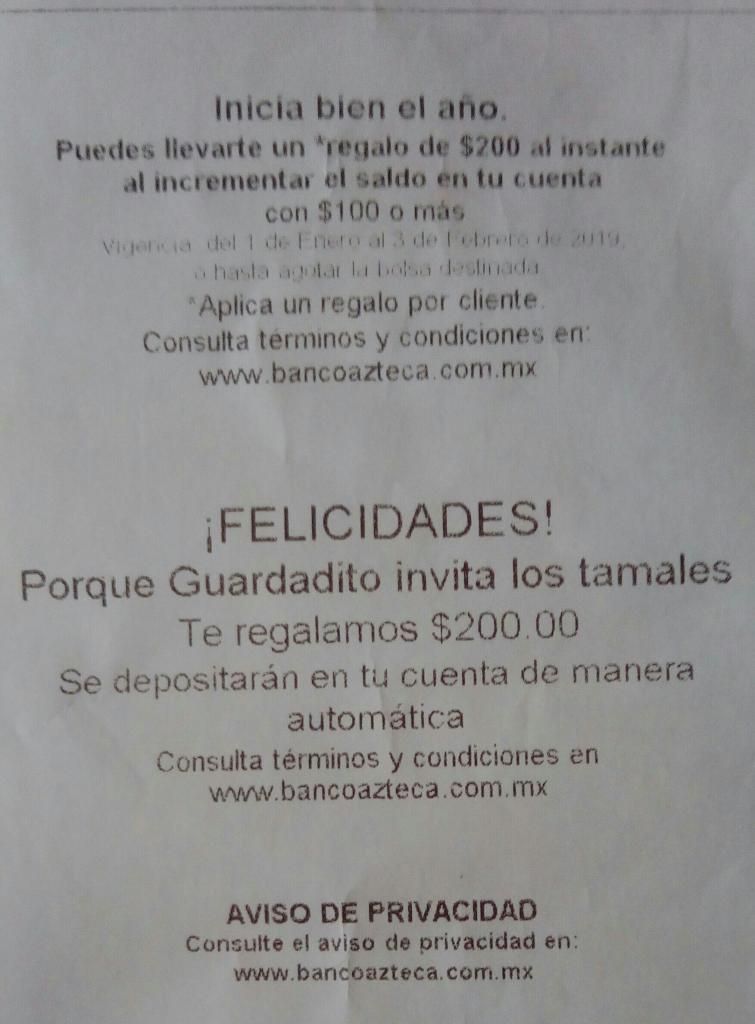 Inicia bien el año.
Puedes llevarte un *regalo de $200 al instante
al incrementar el saldo en tu cuenta
con $100 o más
Vigencia del 1 de Enero al 3 de Febrero de 2019,
o hasta agotar la bolsa destinada
*Aplica un regalo por cliente.
Consulta términos y condiciones en:
www.bancoazteca.com.mx
¡FELICIDADES!
Porque Guardadito invita los tamales
Te regalamos $200.00
Se depositarán en tu cuenta de manera
automática
Consulta términos y condiciones en
www.bancoazteca.com.mx
AVISO DE PRIVACIDAD
Consulte el aviso de privacidad en:
www.bancoazteca.com.mx